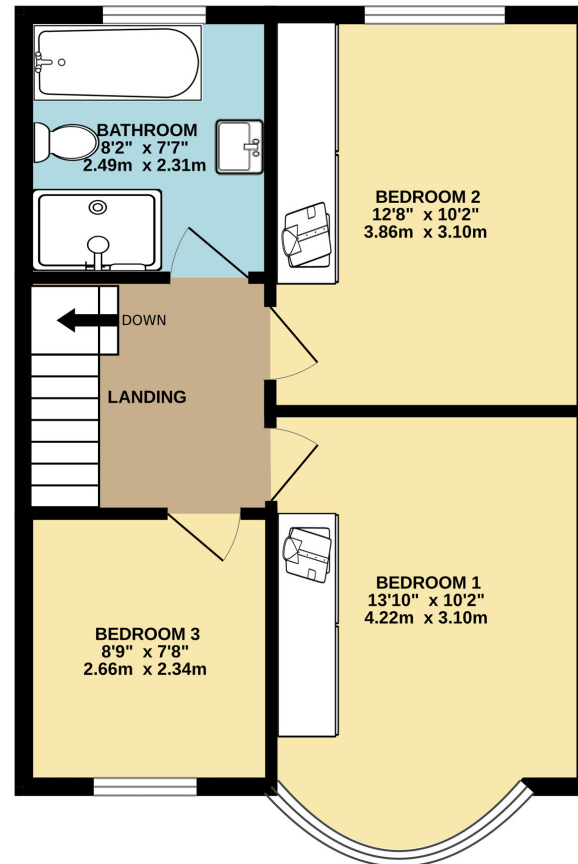 BATHROOM
8'2" x 7'7"
2.49m x 2.31m
BEDROOM 2
12'8" x 10'2"
3.86m x 3.10m
DOWN
LANDING
BEDROOM 1
13'10" x 10'2"
4.22m x 3.10m
BEDROOM 3
8'9" x 7'8"
2.66m x 2.34m